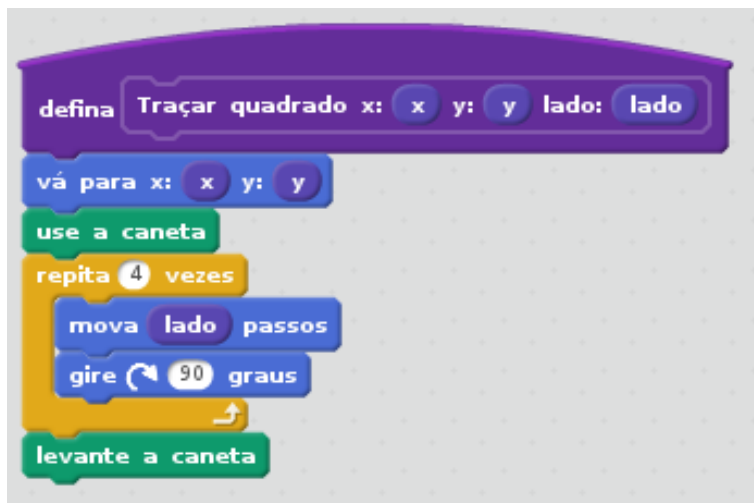 defina Traçar quadrado x: x y: y lado: lado
vá para x: x y: y
use a caneta
repita 4 vezes
mova lado passos
gire 90 graus
levante a caneta